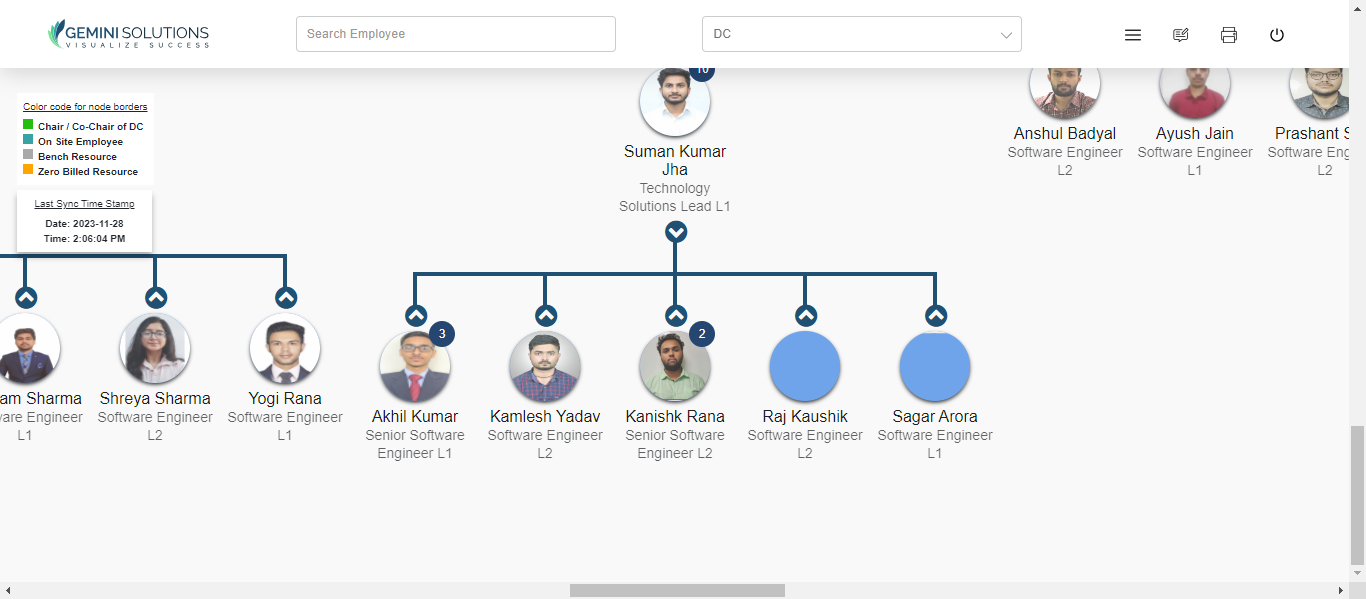 GEMINI SOLUTIONS
VISUALIZE SUCCESS
Search Employee
DC
Color code for node borders
Chair / Co-Chair of DC
On Site Employee
Bench Resource
Zero Billed Resource
Last Sync Time Stamp
Date: 2023-11-28
Time: 2:06:04 PM
10
Suman Kumar
Jha
Technology
Solutions Lead L1
Anshul Badyal
Software Engineer
L2
Ayush Jain
Software Engineer
L1
Prashant S
Software Eng
L2
am Sharma
are Engineer
L1
Shreya Sharma
Software Engineer
L2
Yogi Rana
Software Engineer
L1
3
Akhil Kumar
Senior Software
Engineer L1
Kamlesh Yadav
Software Engineer
L2
2
Kanishk Rana
Senior Software
Engineer L2
Raj Kaushik
Software Engineer
L2
Sagar Arora
Software Engineer
L1